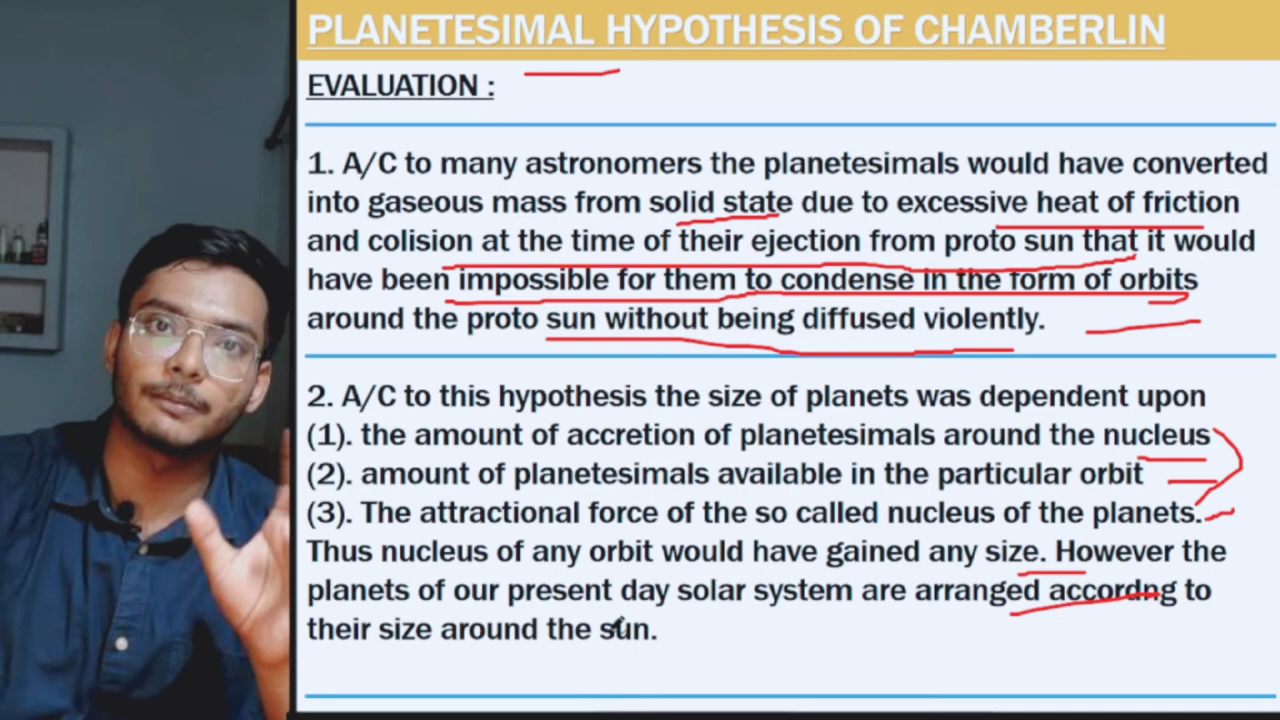 PLANETESIMAL HYPOTHESIS OF CHAMBERLIN
EVALUATION :
1. A/C to many astronomers the planetesimals would have converted
into gaseous mass from solid state due to excessive heat of friction
and colision at the time of their ejection from proto sun that it would
have been impossible for them to condense in the form of orbits
around the proto sun without being diffused violently.
2. A/C to this hypothesis the size of planets was dependent upon
(1). the amount of accretion of planetesimals around the nucleus
(2). amount of planetesimals available in the particular orbit
(3). The attractional force of the so called nucleus of the planets.
Thus nucleus of any orbit would have gained any size. However the
planets of our present day solar system are arranged accordng to
their size around the sun.